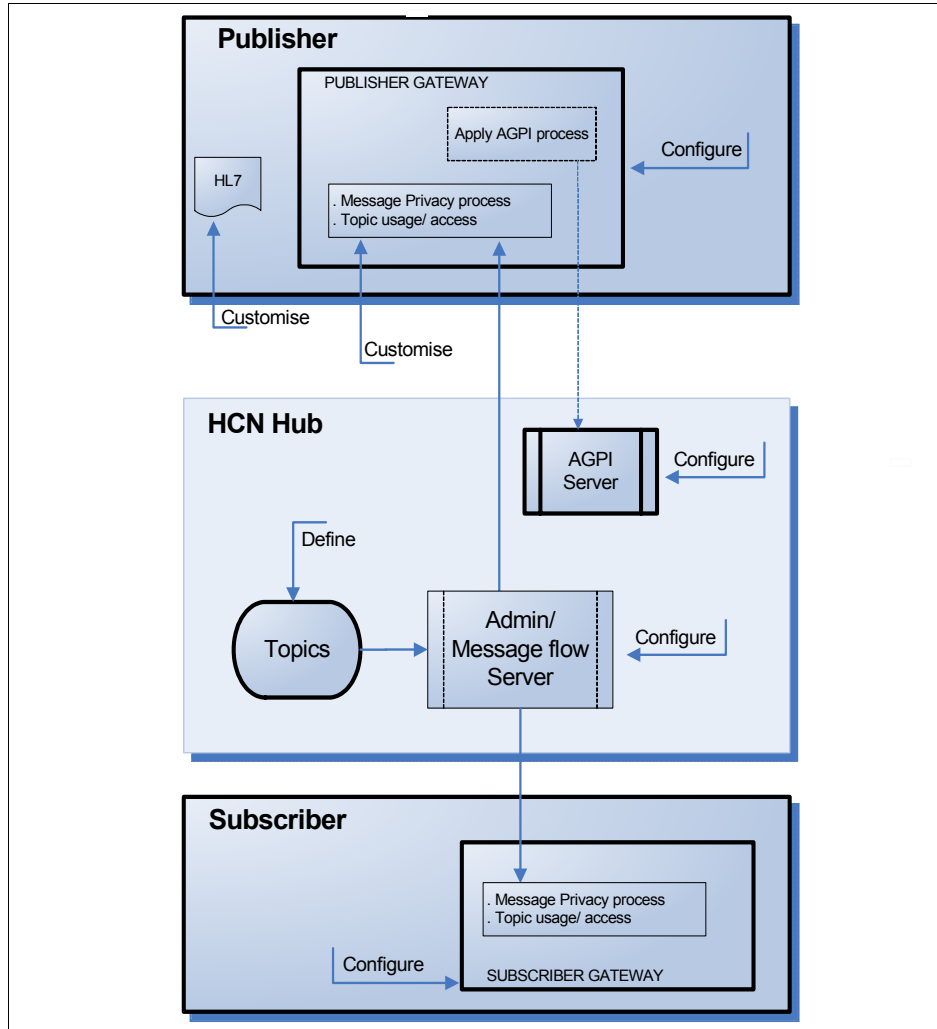 Publisher
PUBLISHER GATEWAY
Apply AGPI process
Configure
HL7
. Message Privacy process
. Topic usage/ access
Customise
Customise
HCN Hub
AGPI
Server
Configure
Define
Topics
Admin/
Message flow
Server
Configure
Subscriber
. Message Privacy process
. Topic usage/ access
Configure
SUBSCRIBER GATEWAY